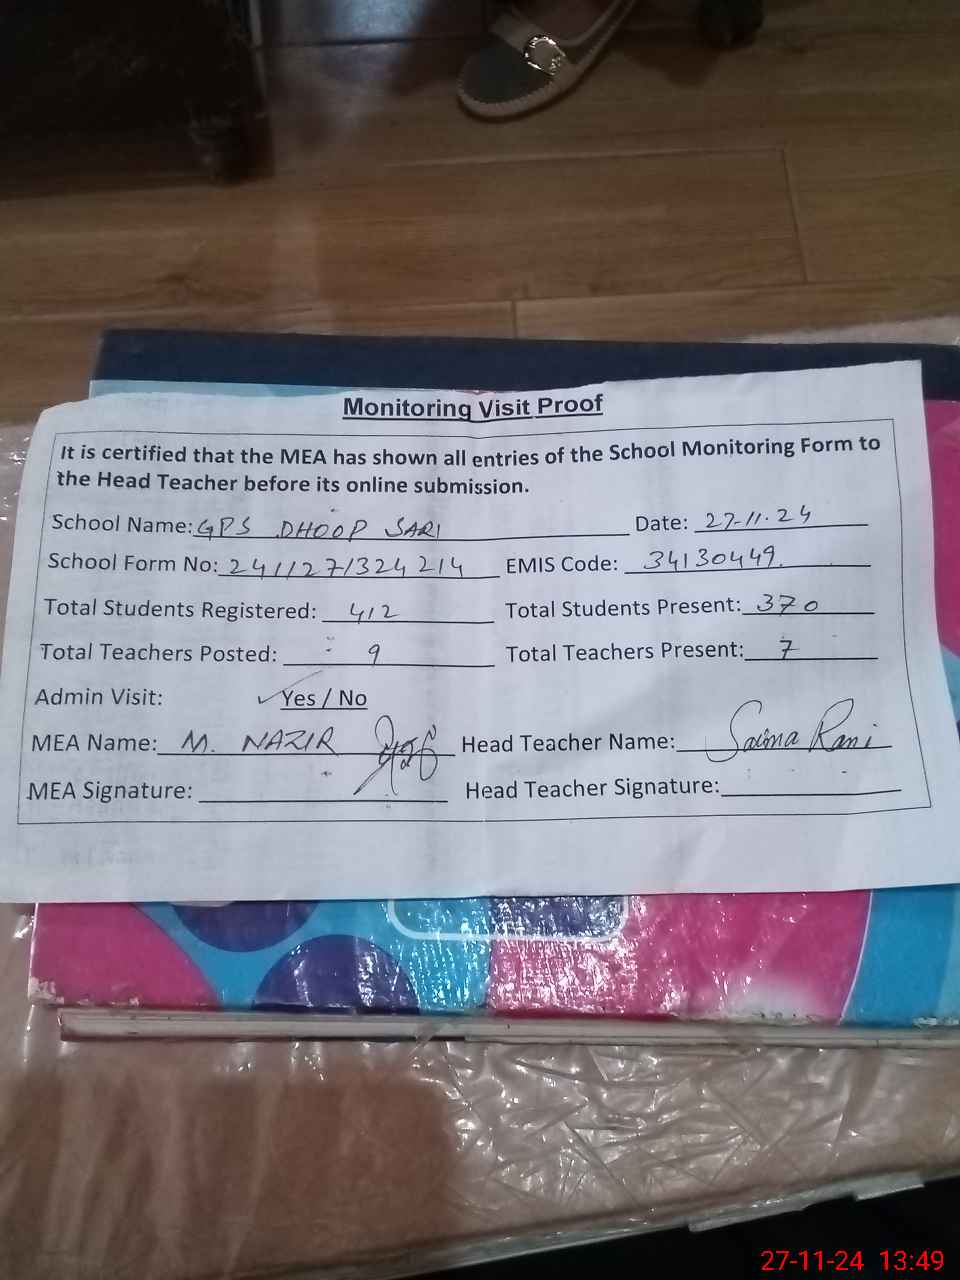 Monitoring Visit Proof
It is certified that the MEA has shown all entries of the School Monitoring Form to
the Head Teacher before its online submission.
School Name: GPS DHOOP SARI Date: 27-11-24
School Form No: 241127/324214 EMIS Code: 34130449
Total Students Registered: 412 Total Students Present: 370
Total Teachers Posted: 9 Total Teachers Present: 7
Admin Visit: ✓ Yes / No
MEA Name: M. NAZIR Head Teacher Name: Saima Rani
MEA Signature: Head Teacher Signature:
27-11-24 13:49